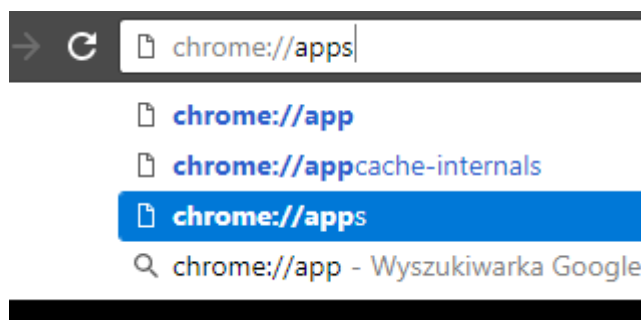 chrome://apps
chrome://app
chrome://appcache-internals
chrome://apps
chrome://app - Wyszukiwarka Google